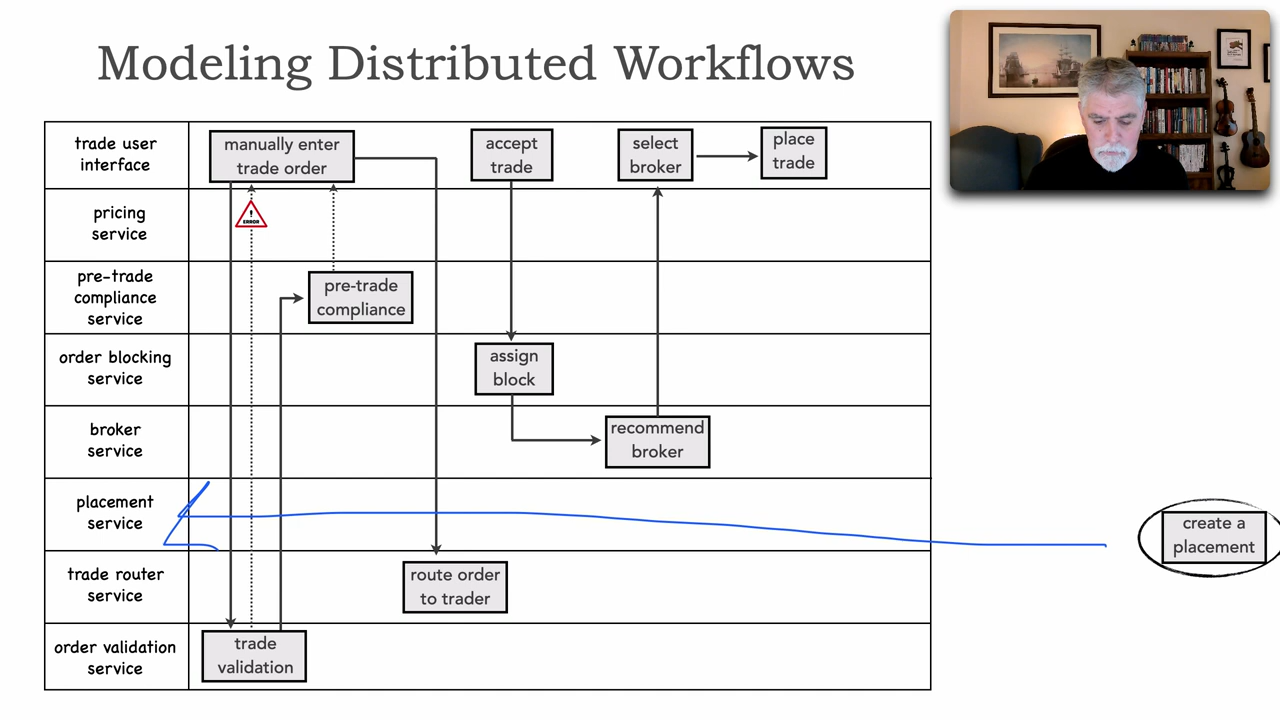 Modeling Distributed Workflows
trade user
interface
manually enter
trade order
accept
trade
select
broker
place
trade
pricing
service
ERROR
pre-trade
compliance
service
pre-trade
compliance
order blocking
service
assign
block
broker
service
recommend
broker
placement
service
create a
placement
trade router
service
route order
to trader
order validation
service
trade
validation